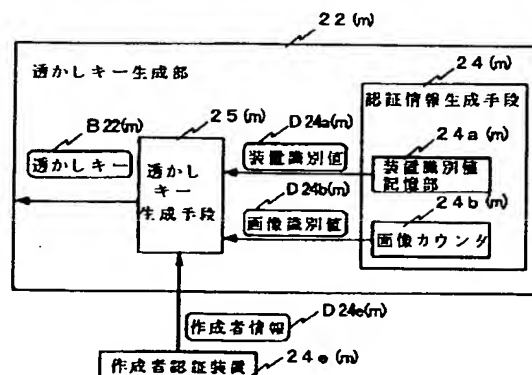 22(m)
透かしキー生成部
24(m)
認証情報生成手段
B22(m)
25(m)
D24a(m)
24a(m)
透かしキー
透かし
キー
生成手段
装置識別値
装置識別値
記憶部
D24b(m)
24b(m)
画像識別値
画像カウンタ
D24e(m)
作成者情報
24e(m)
作成者認証装置